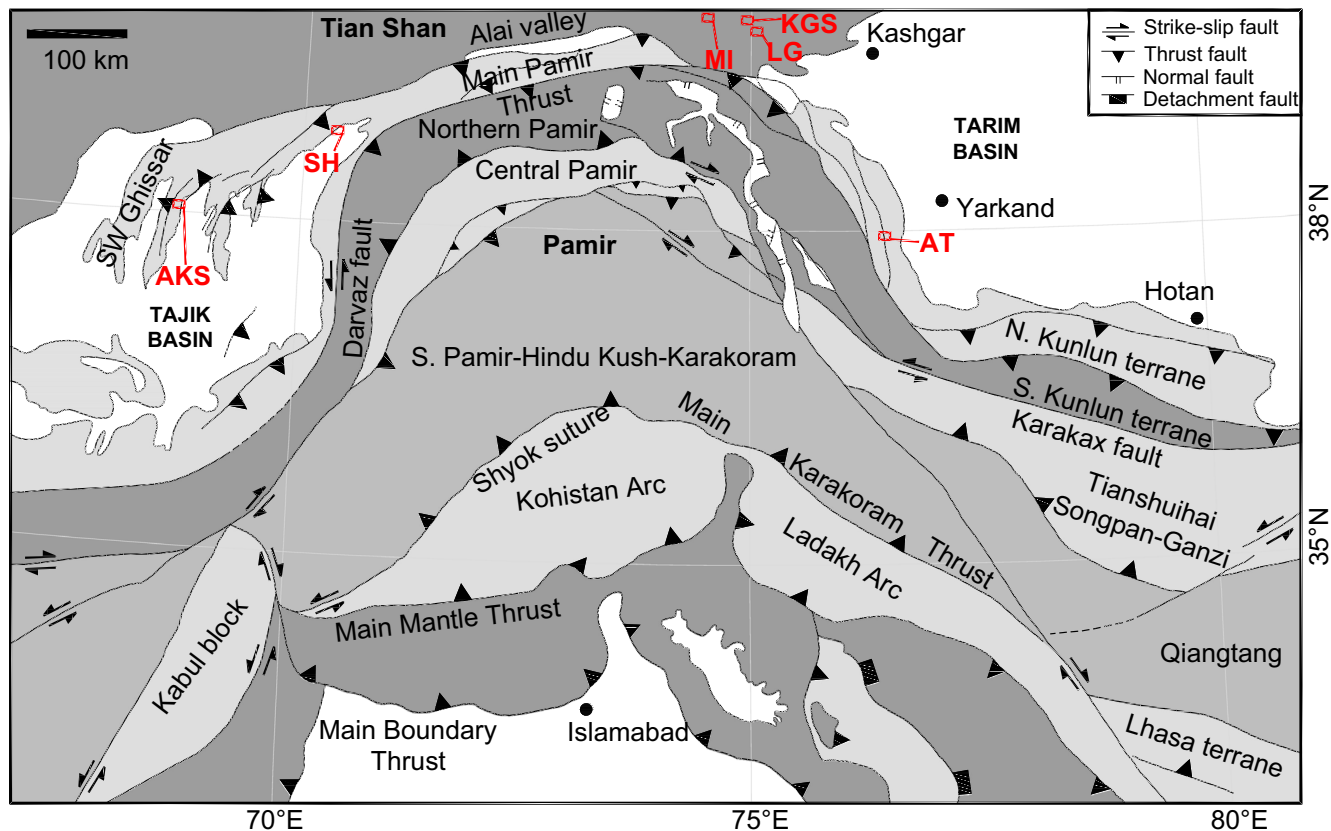 Tian Shan
Alai valley
KGS
MI
LG
Kashgar
Strike-slip fault
Thrust fault
Normal fault
Detachment fault
100 km
Main Pamir
Thrust
Northern Pamir
Central Pamir
TARIM
BASIN
SH
SW Ghissar
Yarkand
38°N
Pamir
AT
AKS
Darvaz fault
Hotan
TAJIK
BASIN
S. Pamir-Hindu Kush-Karakoram
N. Kunlun terrane
S. Kunlun terrane
Karakax fault
Main
Karakoram
Thrust
Shyok suture
Kohistan Arc
Tianshuihai
Songpan-Ganzi
35°N
Ladakh Arc
Main Mantle Thrust
Kabul block
Qiangtang
Main Boundary
Thrust
Islamabad
Lhasa terrane
70°E
75°E
80°E